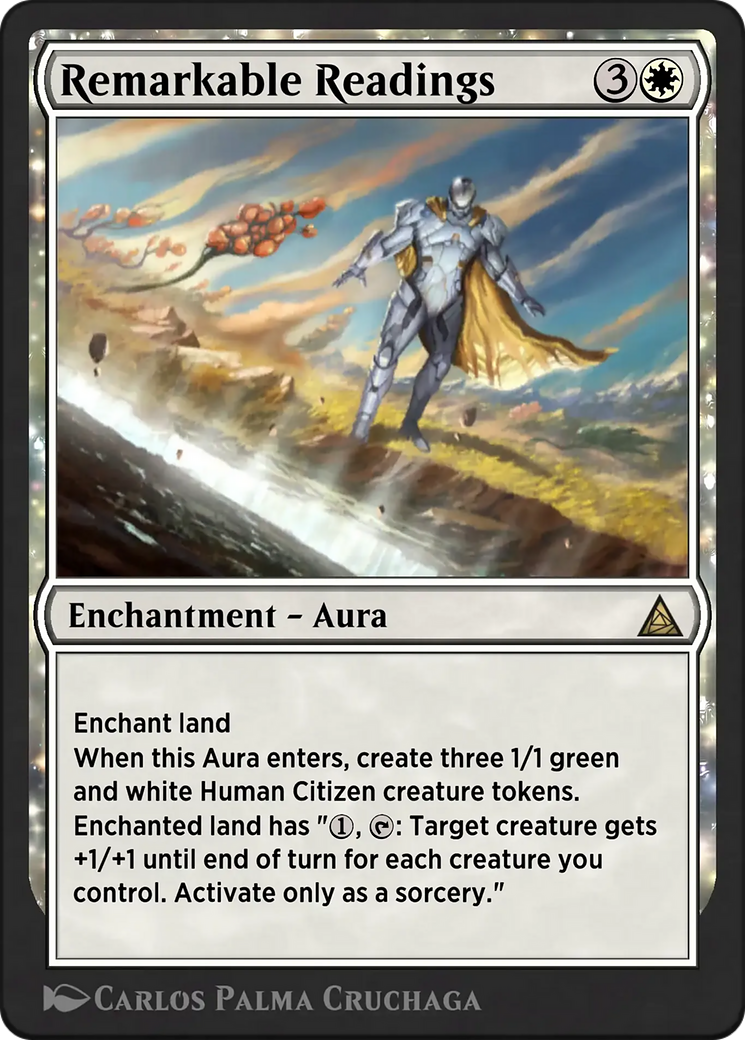 Remarkable Readings 3
Enchantment – Aura
Enchant land
When this Aura enters, create three 1/1 green
and white Human Citizen creature tokens.
Enchanted land has "1, : Target creature gets
+1/+1 until end of turn for each creature you
control. Activate only as a sorcery."
Carlos Palma Cruchaga